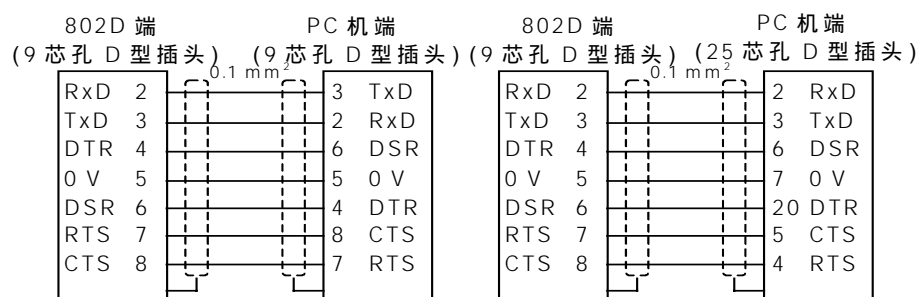 802D 端 PC 机端
(9 芯孔 D 型插头) (9 芯孔 D 型插头)
0.1 mm²
RxD 2 3 TxD
TxD 3 2 RxD
DTR 4 6 DSR
0 V 5 5 0 V
DSR 6 4 DTR
RTS 7 8 CTS
CTS 8 7 RTS
802D 端 PC 机端
(9 芯孔 D 型插头) (25 芯孔 D 型插头)
0.1 mm²
RxD 2 2 RxD
TxD 3 3 TxD
DTR 4 6 DSR
0 V 5 7 0 V
DSR 6 20 DTR
RTS 7 5 CTS
CTS 8 4 RTS